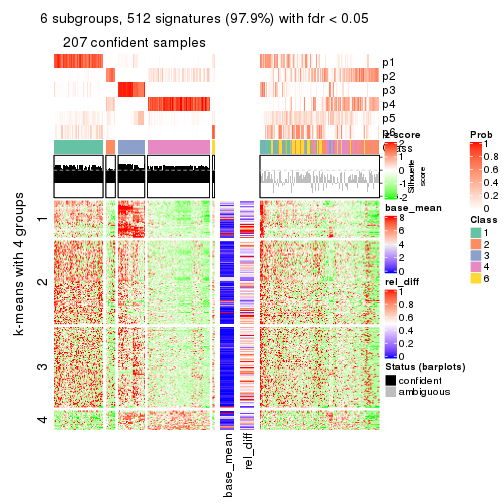 6 subgroups, 512 signatures (97.9%) with fdr < 0.05
207 confident samples
p1
p2
p3
p4
p5
p6
Class
Silhouette
score
k-means with 4 groups
1
2
3
4
base_mean
rel_diff
z-score
2
1
0
-1
-2
base_mean
8
6
4
2
0
rel_diff
1
0.8
0.6
0.4
0.2
0
Status (barplots)
confident
ambiguous
Prob
1
0.8
0.6
0.4
0.2
0
Class
1
2
3
4
6